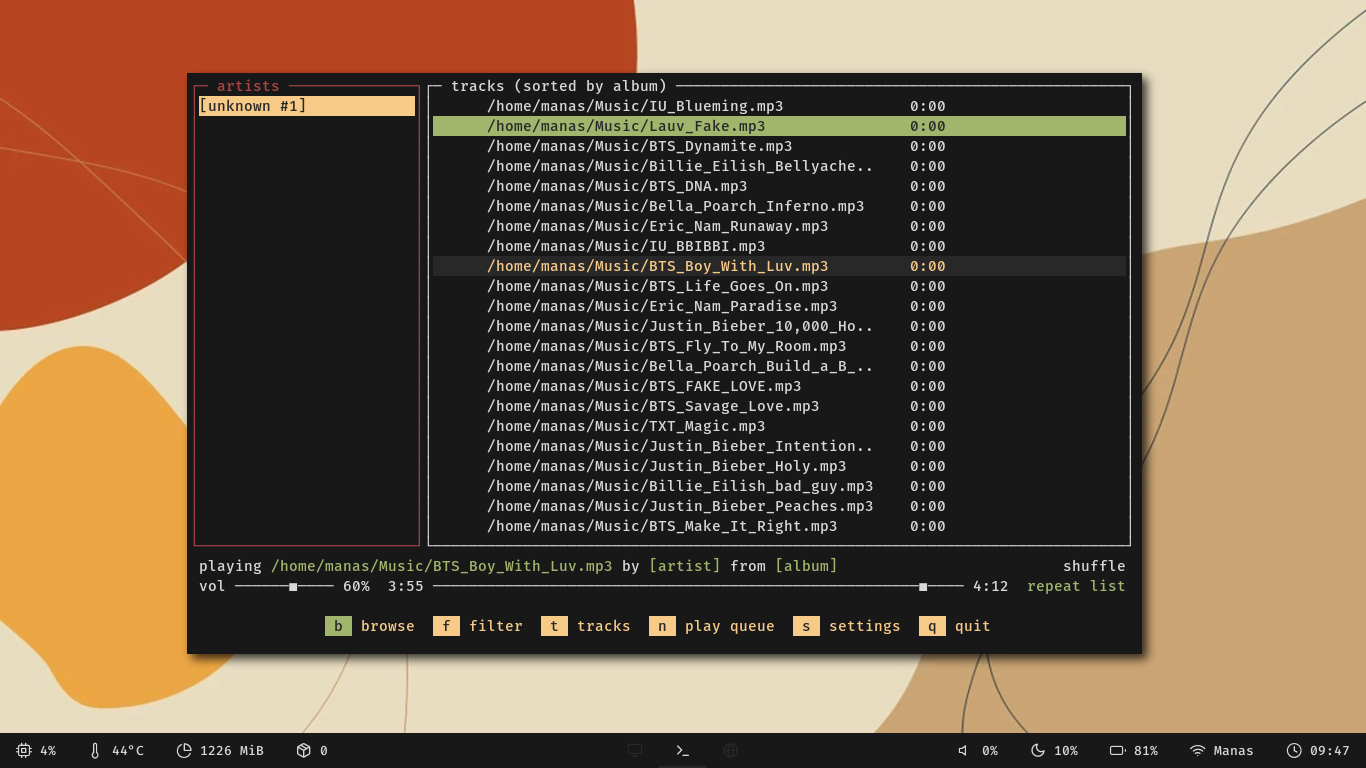 artists
[unknown #1]
tracks (sorted by album)
/home/manas/Music/IU_Blueming.mp3 0:00
/home/manas/Music/Lauv_Fake.mp3 0:00
/home/manas/Music/BTS_Dynamite.mp3 0:00
/home/manas/Music/Billie_Eilish_Bellyache.. 0:00
/home/manas/Music/BTS_DNA.mp3 0:00
/home/manas/Music/Bella_Poarch_Inferno.mp3 0:00
/home/manas/Music/Eric_Nam_Runaway.mp3 0:00
/home/manas/Music/IU_BBIBBI.mp3 0:00
/home/manas/Music/BTS_Boy_With_Luv.mp3 0:00
/home/manas/Music/BTS_Life_Goes_On.mp3 0:00
/home/manas/Music/Eric_Nam_Paradise.mp3 0:00
/home/manas/Music/Justin_Bieber_10,000_Ho.. 0:00
/home/manas/Music/BTS_Fly_To_My_Room.mp3 0:00
/home/manas/Music/Bella_Poarch_Build_a_B_.. 0:00
/home/manas/Music/BTS_FAKE_LOVE.mp3 0:00
/home/manas/Music/BTS_Savage_Love.mp3 0:00
/home/manas/Music/TXT_Magic.mp3 0:00
/home/manas/Music/Justin_Bieber_Intention.. 0:00
/home/manas/Music/Justin_Bieber_Holy.mp3 0:00
/home/manas/Music/Billie_Eilish_bad_guy.mp3 0:00
/home/manas/Music/Justin_Bieber_Peaches.mp3 0:00
/home/manas/Music/BTS_Make_It_Right.mp3 0:00
playing /home/manas/Music/BTS_Boy_With_Luv.mp3 by [artist] from [album] shuffle
vol 60% 3:55 4:12 repeat list
b browse f filter t tracks n play queue s settings q quit
4% 44°C 1226 MiB 0 0% 10% 81% Manas 09:47